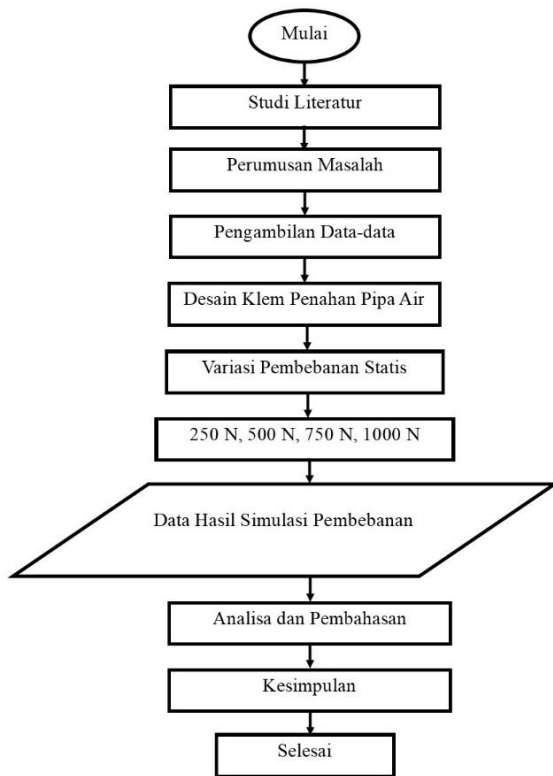 Mulai
Studi Literatur
Perumusan Masalah
Pengambilan Data-data
Desain Klem Penahan Pipa Air
Variasi Pembebanan Statis
250 N, 500 N, 750 N, 1000 N
Data Hasil Simulasi Pembebanan
Analisa dan Pembahasan
Kesimpulan
Selesai